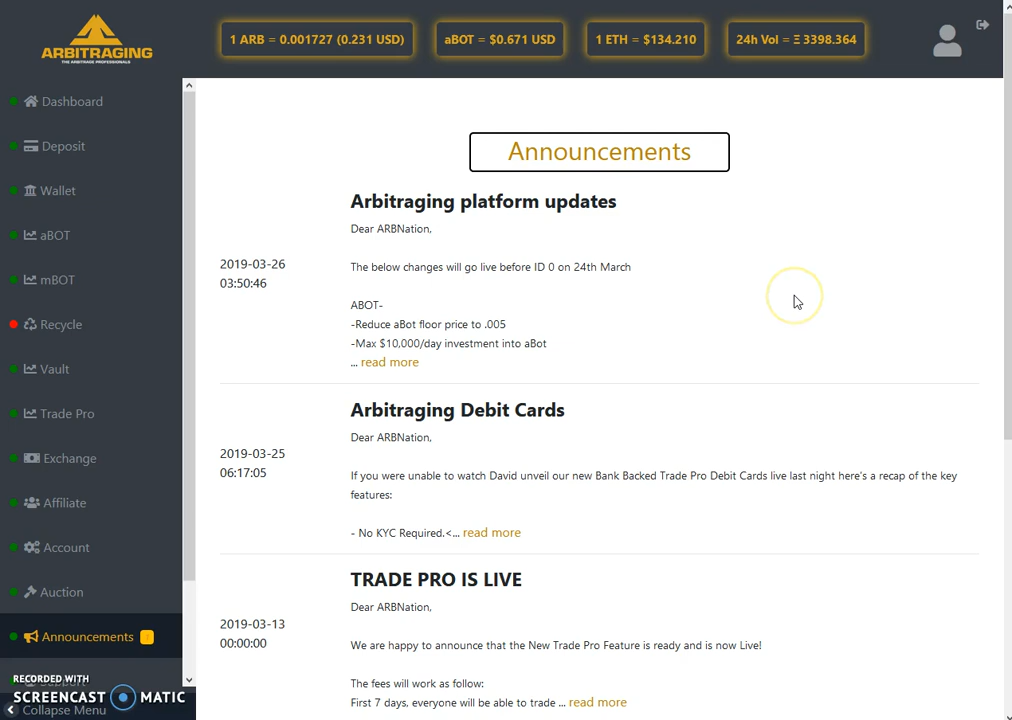 ARBITRAGING
THE ARBITRADE PROFESSIONALS
1 ARB = 0.001727 (0.231 USD)
aBOT = $0.671 USD
1 ETH = $134.210
24h Vol = Ξ 3398.364
Dashboard
Deposit
Wallet
aBOT
mBOT
Recycle
Vault
Trade Pro
Exchange
Affiliate
Account
Auction
Announcements
RECORDED WITH
SCREENCAST MATIC
Collapse Menu
Announcements
Arbitraging platform updates
Dear ARBNation,
2019-03-26
03:50:46
The below changes will go live before ID 0 on 24th March
ABOT-
-Reduce aBot floor price to .005
-Max $10,000/day investment into aBot
... read more
Arbitraging Debit Cards
Dear ARBNation,
2019-03-25
06:17:05
If you were unable to watch David unveil our new Bank Backed Trade Pro Debit Cards live last night here's a recap of the key
features:
- No KYC Required.<... read more
TRADE PRO IS LIVE
Dear ARBNation,
2019-03-13
00:00:00
We are happy to announce that the New Trade Pro Feature is ready and is now Live!
The fees will work as follow:
First 7 days, everyone will be able to trade ... read more